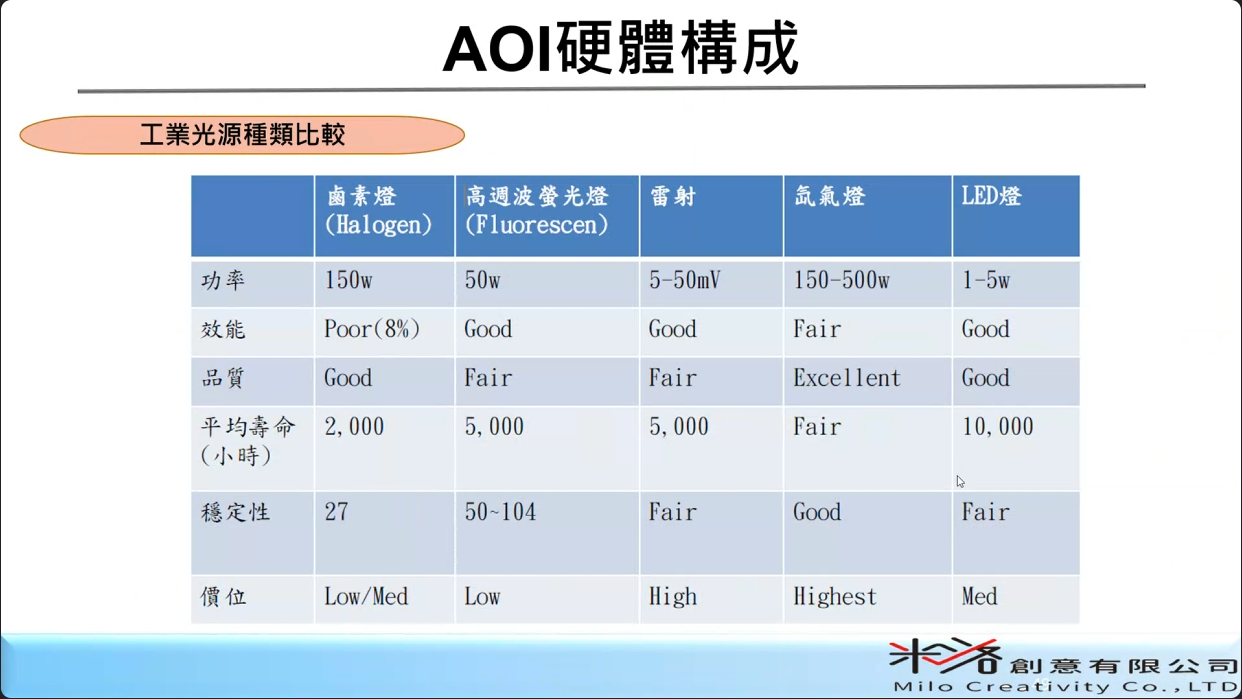 AOI硬體構成
工業光源種類比較
鹵素燈 高週波螢光燈 雷射 氙氣燈 LED燈
(Halogen) (Fluorescen)
功率 150w 50w 5-50mV 150-500w 1-5w
效能 Poor(8%) Good Good Fair Good
品質 Good Fair Fair Excellent Good
平均壽命 2,000 5,000 5,000 Fair 10,000
(小時)
穩定性 27 50~104 Fair Good Fair
價位 Low/Med Low High Highest Med
米洛創意有限公司
Milo Creativity Co.,LTD